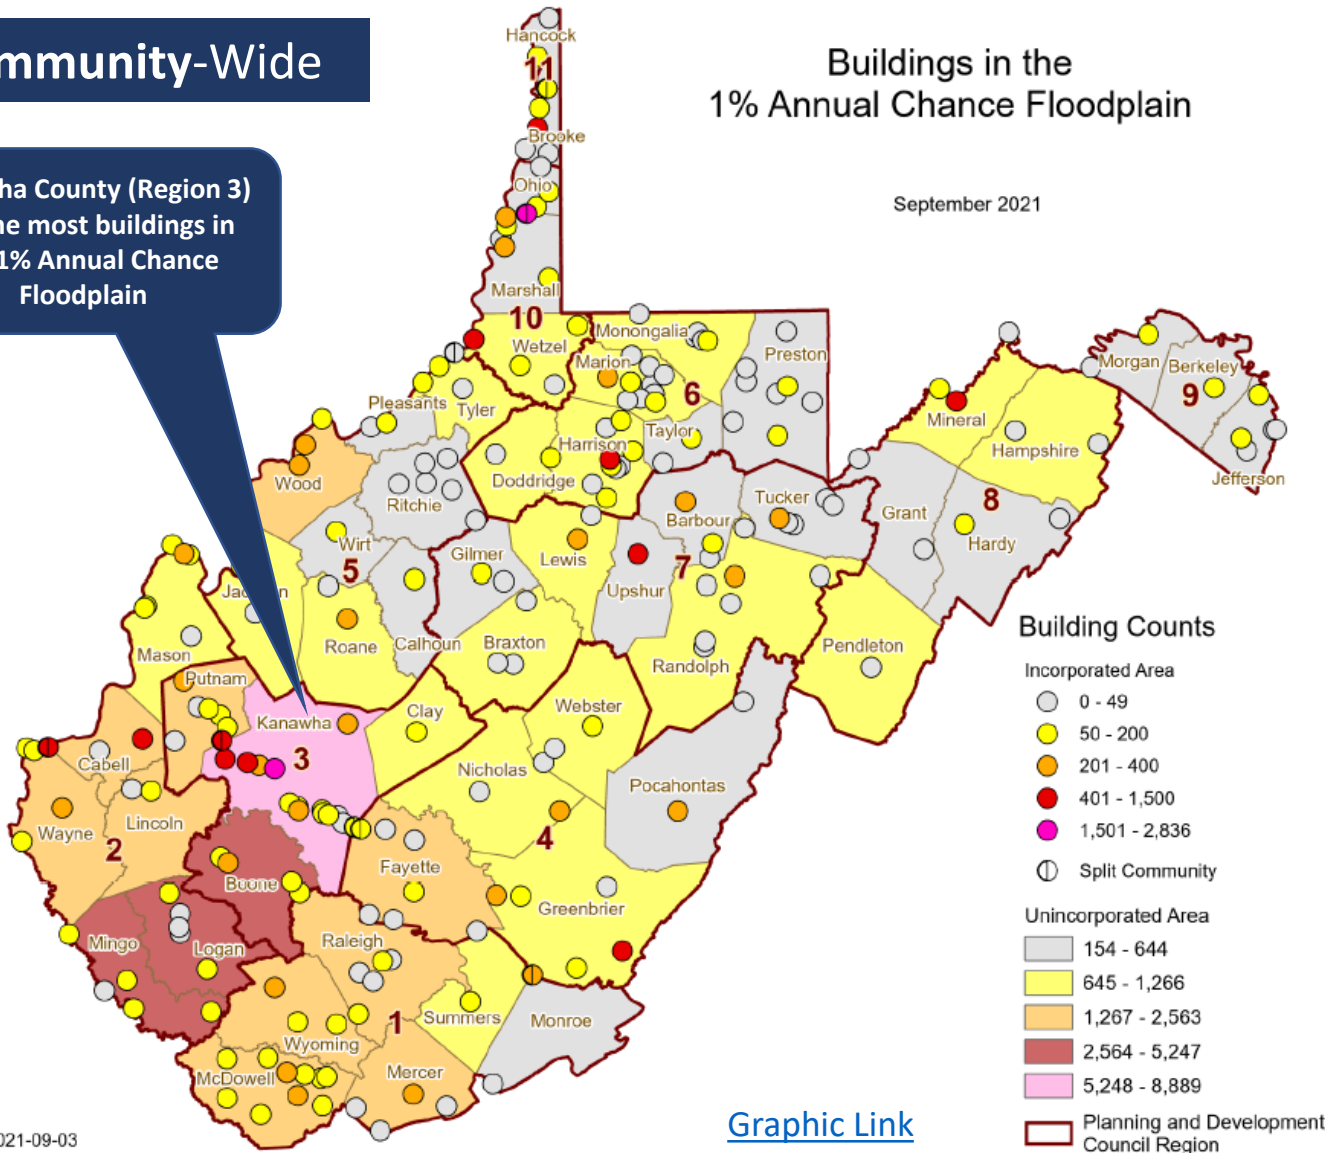 mmunity-Wide
Buildings in the
1% Annual Chance Floodplain
September 2021
ha County (Region 3)
he most buildings in
1% Annual Chance
Floodplain
Hancock
11
Brooke
Ohio
Marshall
10
Wetzel
Monongalia
Preston
Marion
6
Morgan
Berkeley
9
Jefferson
Pleasants
Tyler
Harrison
Taylor
Mineral
Hampshire
Wood
Ritchie
Doddridge
Barbour
Tucker
Grant
8
Hardy
Wirt
5
Gilmer
Lewis
7
Upshur
Roane
Calhoun
Braxton
Randolph
Pendleton
Mason
Putnam
Kanawha
3
Clay
Webster
Cabell
Nicholas
Pocahontas
Wayne
2
Lincoln
4
Boone
Fayette
Greenbrier
Mingo
Logan
Raleigh
1
Summers
Monroe
Wyoming
McDowell
Mercer
Building Counts
Incorporated Area
0 - 49
50 - 200
201 - 400
401 - 1,500
1,501 - 2,836
Split Community
Unincorporated Area
154 - 644
645 - 1,266
1,267 - 2,563
2,564 - 5,247
5,248 - 8,889
Planning and Development
Council Region
Graphic Link
021-09-03